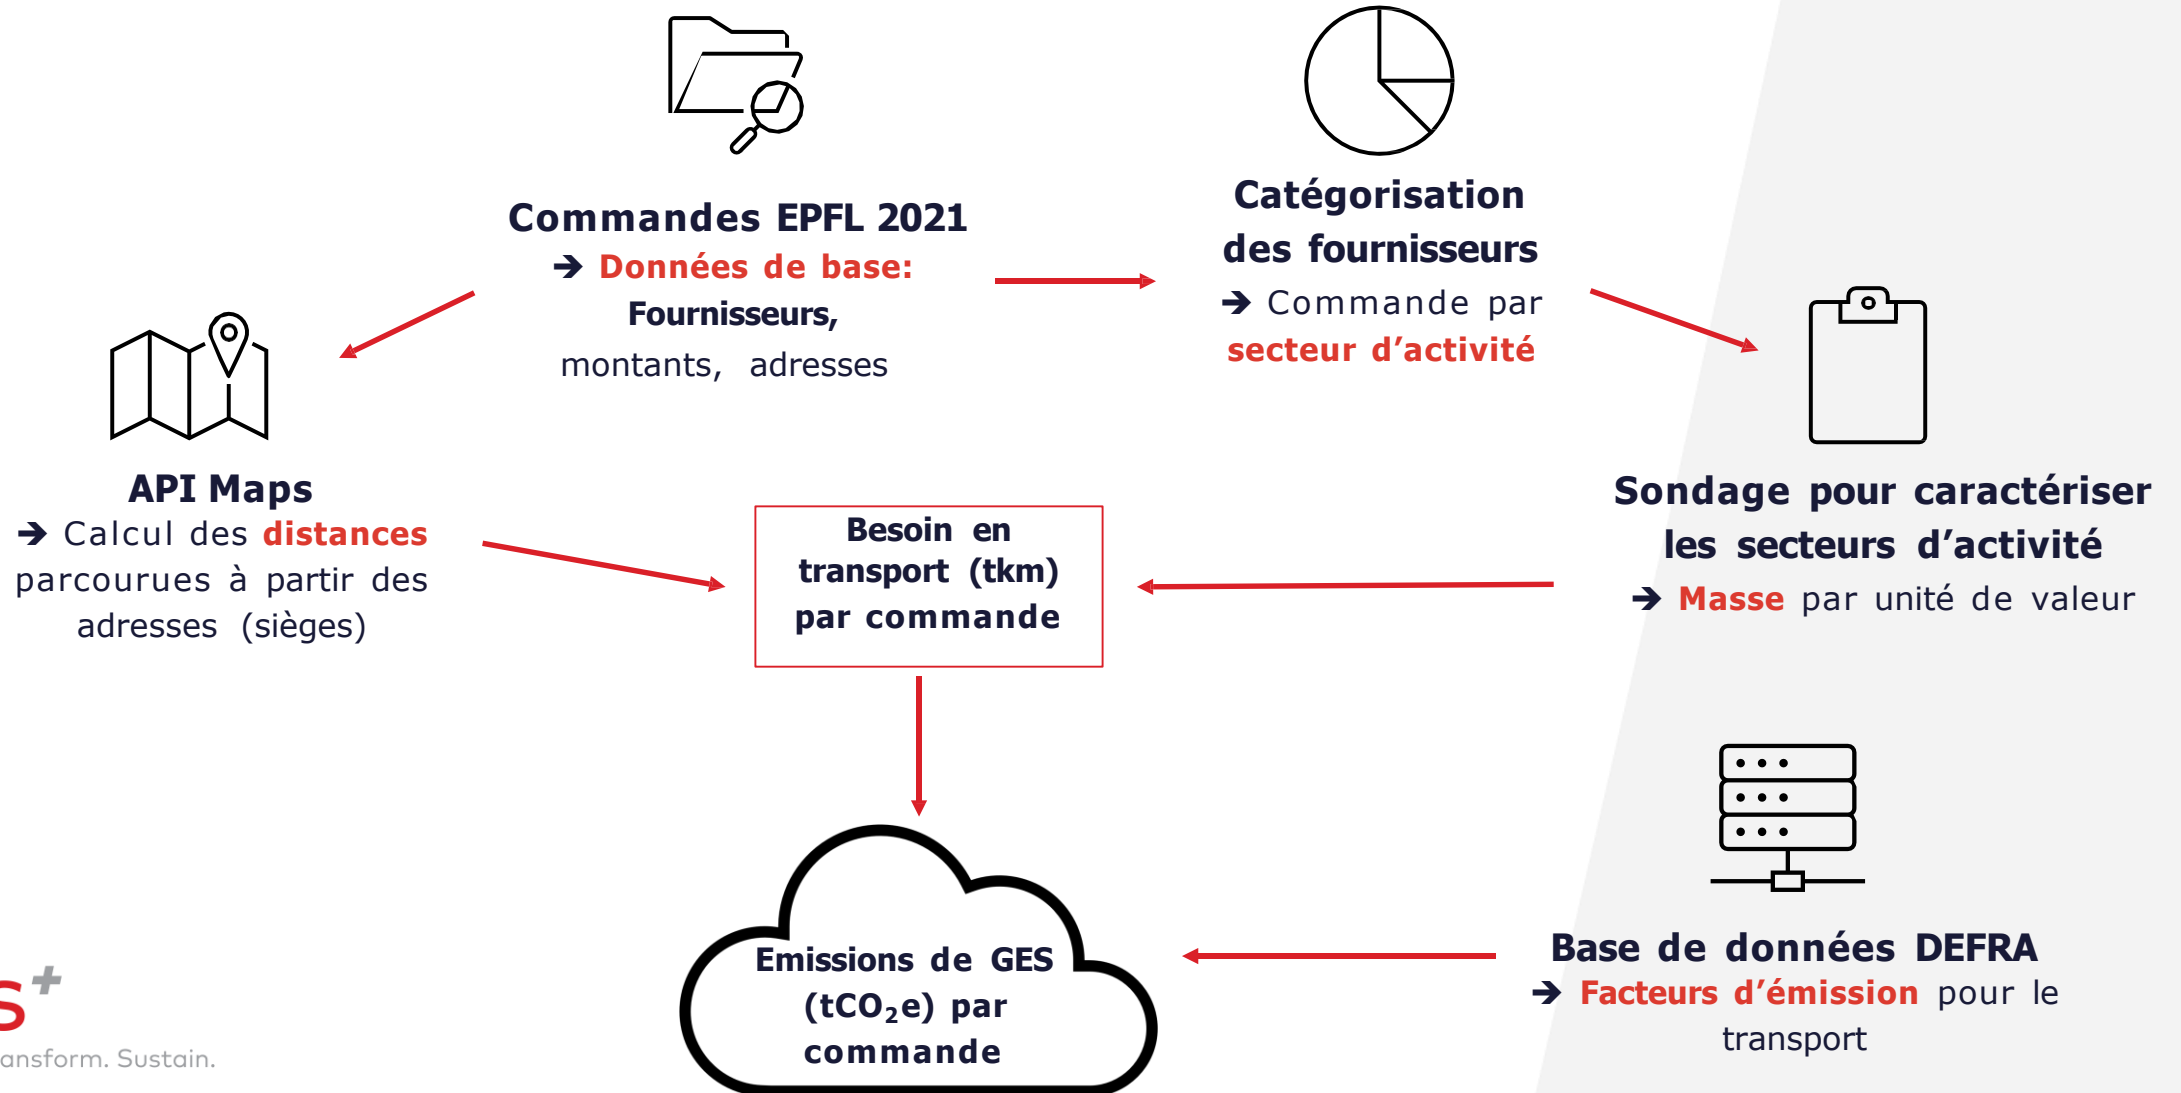 Commandes EPFL 2021
➔ Données de base:
Fournisseurs,
montants, adresses
Catégorisation
des fournisseurs
➔ Commande par
secteur d’activité
API Maps
➔ Calcul des distances
parcourues à partir des
adresses (sièges)
Besoin en
transport (tkm)
par commande
Sondage pour caractériser
les secteurs d’activité
➔ Masse par unité de valeur
Emissions de GES
(tCO₂e) par
commande
Base de données DEFRA
➔ Facteurs d’émission pour le
transport
s+
ansform. Sustain.